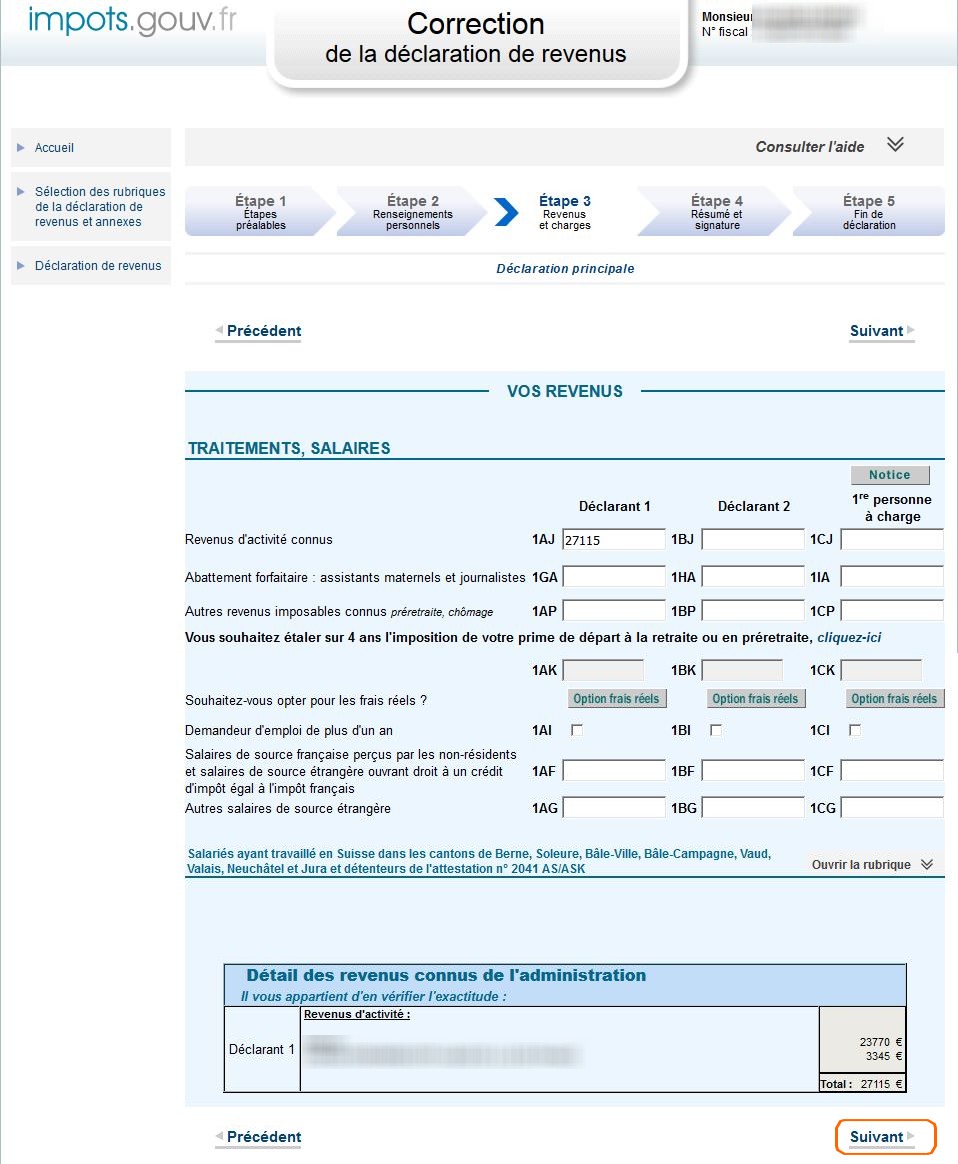 impots.gouv.fr
Correction
de la déclaration de revenus
Monsieur
N° fiscal
Accueil
Sélection des rubriques
de la déclaration de
revenus et annexes
Déclaration de revenus
Consulter l'aide
Étape 1
Étapes
préalables
Étape 2
Renseignements
personnels
Étape 3
Revenus
et charges
Étape 4
Résumé et
signature
Étape 5
Fin de
déclaration
Déclaration principale
Précédent Suivant
VOS REVENUS
TRAITEMENTS, SALAIRES
Notice
Déclarant 1 Déclarant 2 1re personne
à charge
Revenus d'activité connus 1AJ 27115 1BJ 1CJ
Abattement forfaitaire : assistants maternels et journalistes 1GA 1HA 1IA
Autres revenus imposables connus préretraite, chômage 1AP 1BP 1CP
Vous souhaitez étaler sur 4 ans l'imposition de votre prime de départ à la retraite ou en préretraite, cliquez-ici
1AK 1BK 1CK
Souhaitez-vous opter pour les frais réels ? Option frais réels Option frais réels Option frais réels
Demandeur d'emploi de plus d'un an 1AI 1BI 1CI
Salaires de source française perçus par les non-résidents
et salaires de source étrangère ouvrant droit à un crédit 1AF 1BF 1CF
d'impôt égal à l'impôt français
Autres salaires de source étrangère 1AG 1BG 1CG
Salariés ayant travaillé en Suisse dans les cantons de Berne, Soleure, Bâle-Ville, Bâle-Campagne, Vaud,
Valais, Neuchâtel et Jura et détenteurs de l'attestation n° 2041 AS/ASK
Ouvrir la rubrique
Détail des revenus connus de l'administration
Il vous appartient d'en vérifier l'exactitude :
Revenus d'activité :
Déclarant 1
23770 €
3345 €
Total : 27115 €
Précédent Suivant